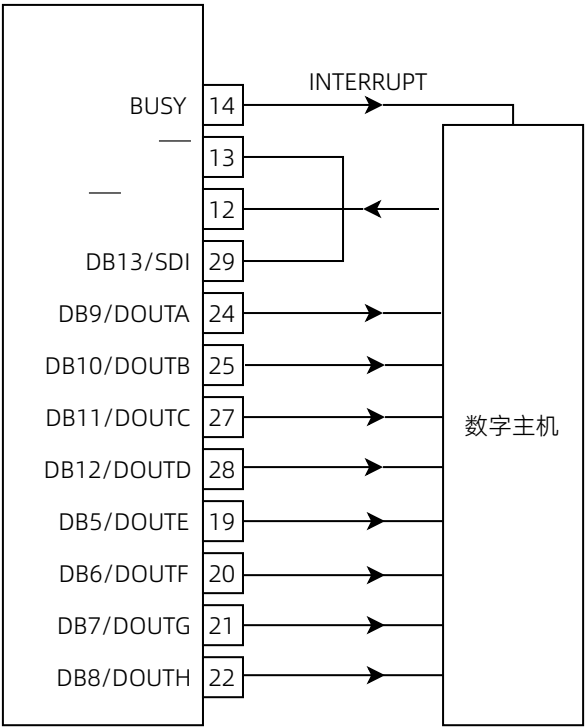 INTERRUPT
BUSY 14
13
12
DB13/SDI 29
DB9/DOUTA 24
DB10/DOUTB 25
DB11/DOUTC 27
数字主机
DB12/DOUTD 28
DB5/DOUTE 19
DB6/DOUTF 20
DB7/DOUTG 21
DB8/DOUTH 22